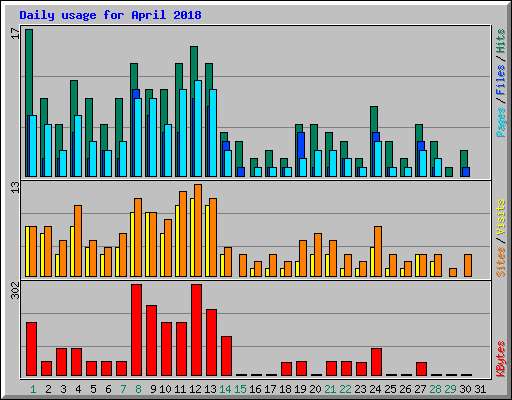 Daily usage for April 2018
17
Pages / Files / Hits
13
Sites / Visits
302
KBytes
1 2 3 4 5 6 7 8 9 10 11 12 13 14 15 16 17 18 19 20 21 22 23 24 25 26 27 28 29 30 31